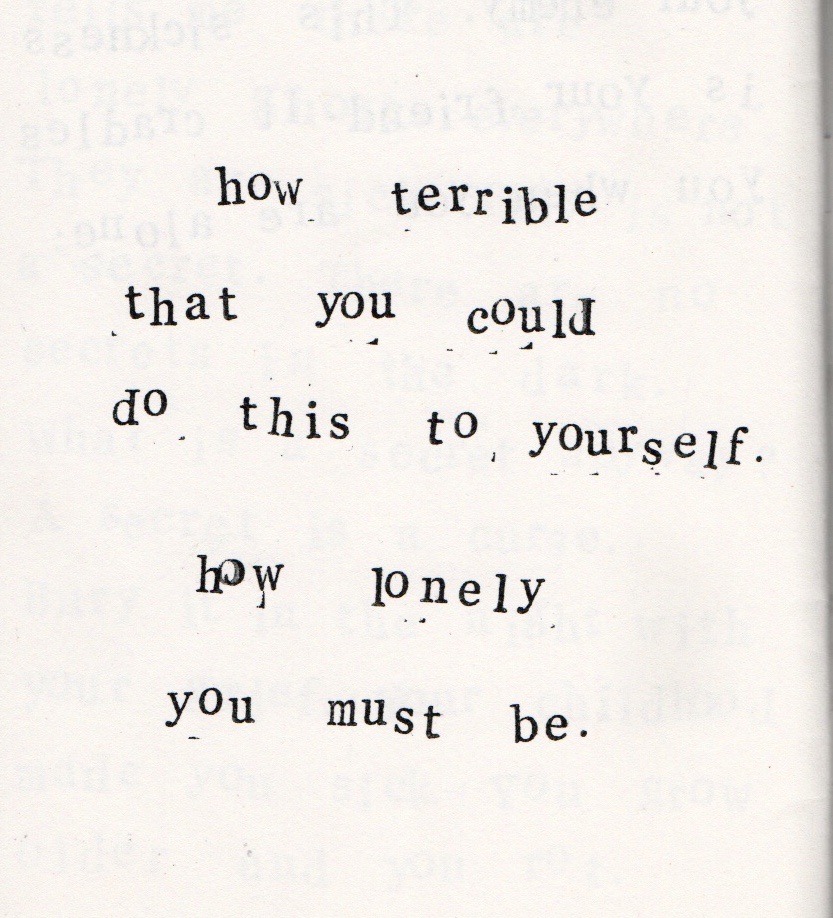 how terrible
that you could
do this to yourself.
how lonely
you must be.